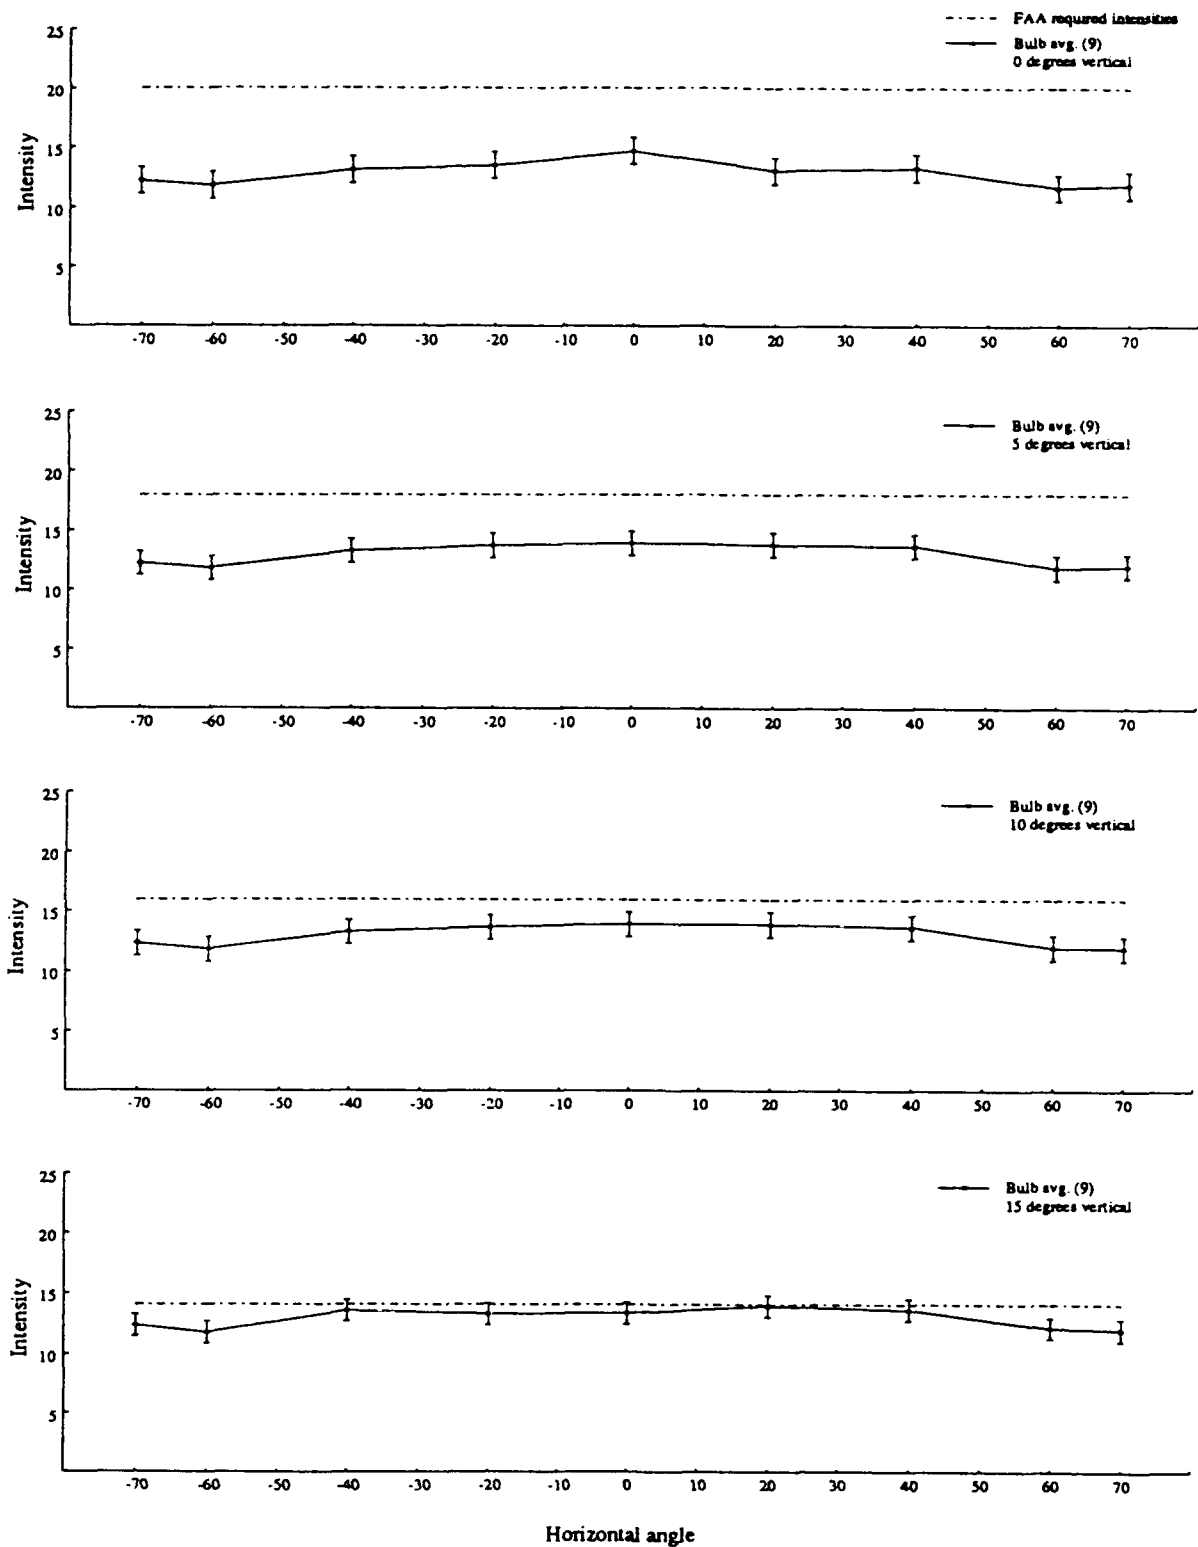 FAA required intensities
Bulb avg. (9)
0 degrees vertical
25
20
15
10
5
Intensity
-70 -60 -50 -40 -30 -20 -10 0 10 20 30 40 50 60 70
Bulb avg. (9)
5 degrees vertical
25
20
15
10
5
Intensity
-70 -60 -50 -40 -30 -20 -10 0 10 20 30 40 50 60 70
Bulb avg. (9)
10 degrees vertical
25
20
15
10
5
Intensity
-70 -60 -50 -40 -30 -20 -10 0 10 20 30 40 50 60 70
Bulb avg. (9)
15 degrees vertical
25
20
15
10
5
Intensity
-70 -60 -50 -40 -30 -20 -10 0 10 20 30 40 50 60 70
Horizontal angle